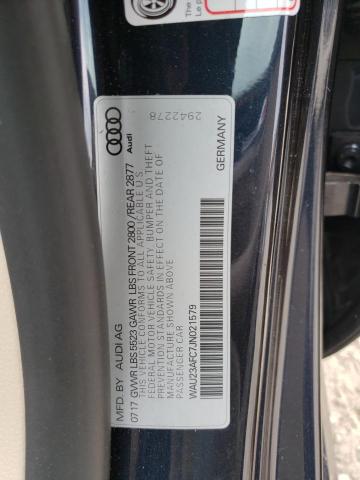 MFD. BY AUDI AG
07 17 GVWR LBS 5523 GAWR LBS FRONT 2800 / REAR 2877
THIS VEHICLE CONFORMS TO ALL APPLICABLE U.S.
FEDERAL MOTOR VEHICLE SAFETY, BUMPER AND THEFT
PREVENTION STANDARDS IN EFFECT ON THE DATE OF
MANUFACTURE SHOWN ABOVE.
PASSENGER CAR
WAU23AFC7JN021579
GERMANY
Audi
2942278